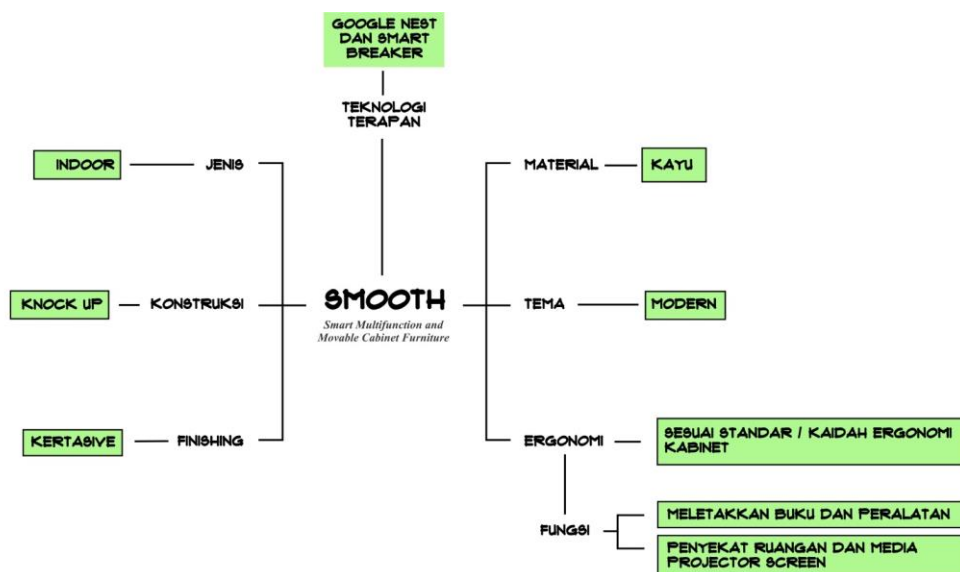 GOOGLE NEST
DAN SMART
BREAKER
TEKNOLOGI
TERAPAN
INDOOR
JENIS
MATERIAL
KAYU
KNOCK UP
KONSTRUKSI
SMOOTH
Smart Multifunction and
Movable Cabinet Furniture
TEMA
MODERN
KERTASIVE
FINISHING
ERGONOMI
SESUAI STANDAR / KAIDAH ERGONOMI
KABINET
FUNGSI
MELETAKKAN BUKU DAN PERALATAN
PENYEKAT RUANGAN DAN MEDIA
PROJECTOR SCREEN